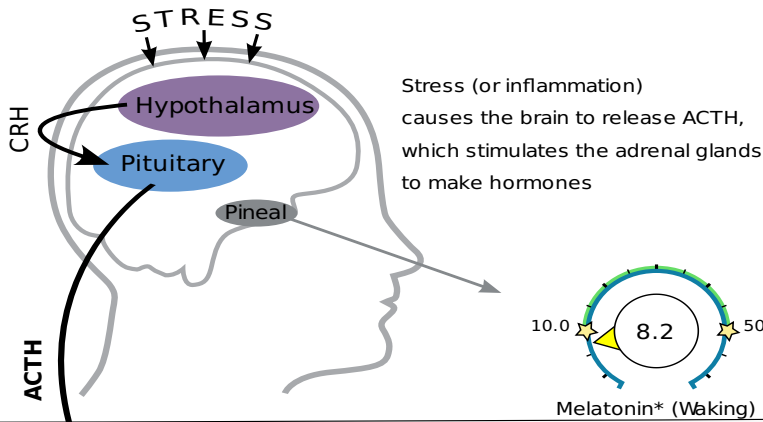 STRESS
Hypothalamus
CRH
Pituitary
Pineal
ACTH
Stress (or inflammation)
causes the brain to release ACTH,
which stimulates the adrenal glands
to make hormones
10.0
8.2
50
Melatonin* (Waking)